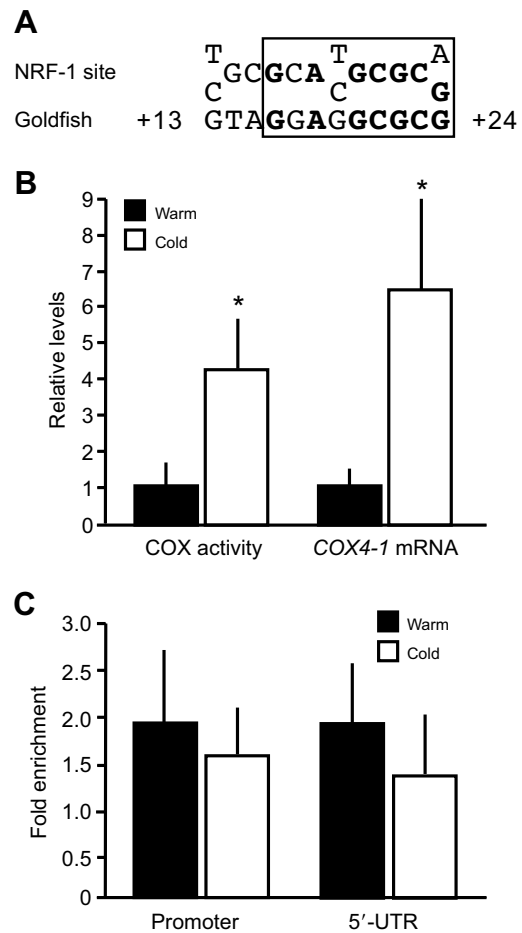 A
T T A
NRF-1 site GCGCA GCGC
C C G
Goldfish +13 GTAGGAGGCGCG +24
B
9
8
7
6
5
4
3
2
1
0
Relative levels
Warm
Cold
*
*
COX activity COX4-1 mRNA
C
3.0
2.5
2.0
1.5
1.0
0.5
0
Fold enrichment
Warm
Cold
Promoter 5′-UTR